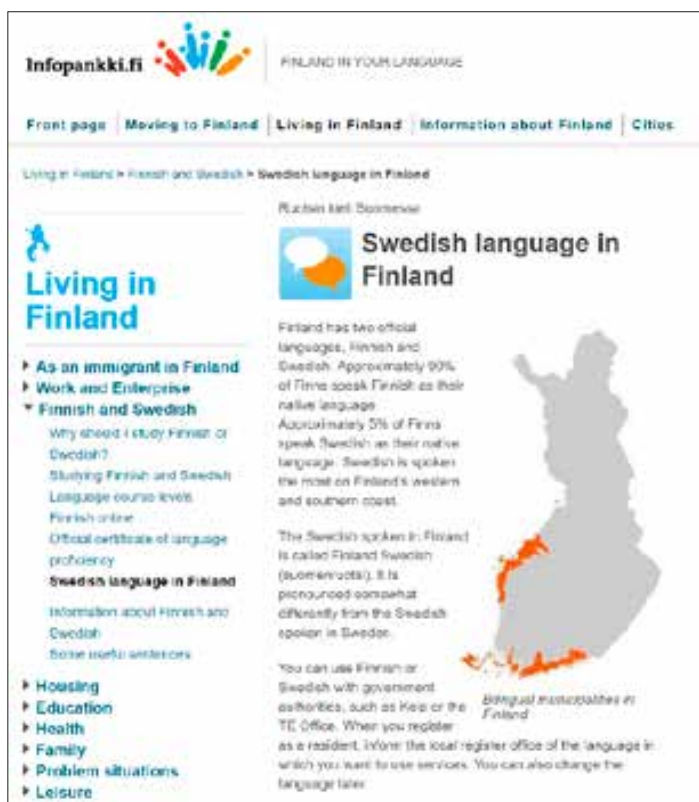 Infopankki.fi
FINLAND IN YOUR LANGUAGE
Front page Moving to Finland Living in Finland Information about Finland Cities
Living in Finland > Finnish and Swedish > Swedish language in Finland
Living in
Finland
As an immigrant in Finland
Work and Enterprise
Finnish and Swedish
Why should I study Finnish or
Swedish?
Studying Finnish and Swedish
Language course levels
Finnish online
Official certificate of language
proficiency
Swedish language in Finland
Information about Finnish and
Swedish
Some useful sentences
Housing
Education
Health
Family
Problem situations
Leisure
Swedish language in
Finland
Finland has two official
languages, Finnish and
Swedish. Approximately 90%
of Finns speak Finnish as their
native language
Approximately 5% of Finns
speak Swedish as their native
language. Swedish is spoken
the most on Finland's western
and southern coast.
The Swedish spoken in Finland
is called Finland Swedish
(suomenruotsi). It is
pronounced somewhat
differently from the Swedish
spoken in Sweden.
You can use Finnish or
Swedish with government
authorities, such as Kela or the
TE Office. When you register
as a resident, inform the local register office of the language in
which you want to use services. You can also change the
language later.
Bilingual municipalities in
Finland